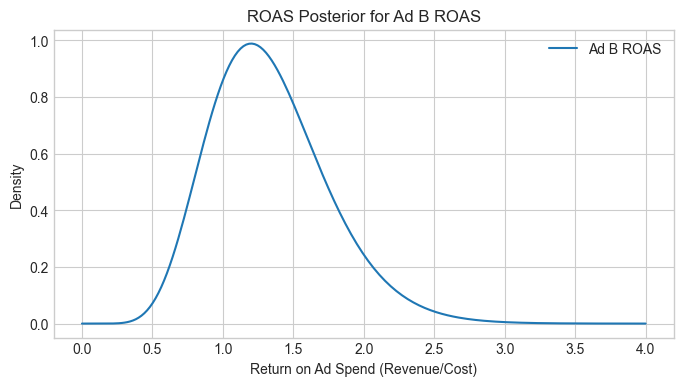 ROAS Posterior for Ad B ROAS
Ad B ROAS
1.0
0.8
0.6
0.4
0.2
0.0
Density
0.0 0.5 1.0 1.5 2.0 2.5 3.0 3.5 4.0
Return on Ad Spend (Revenue/Cost)